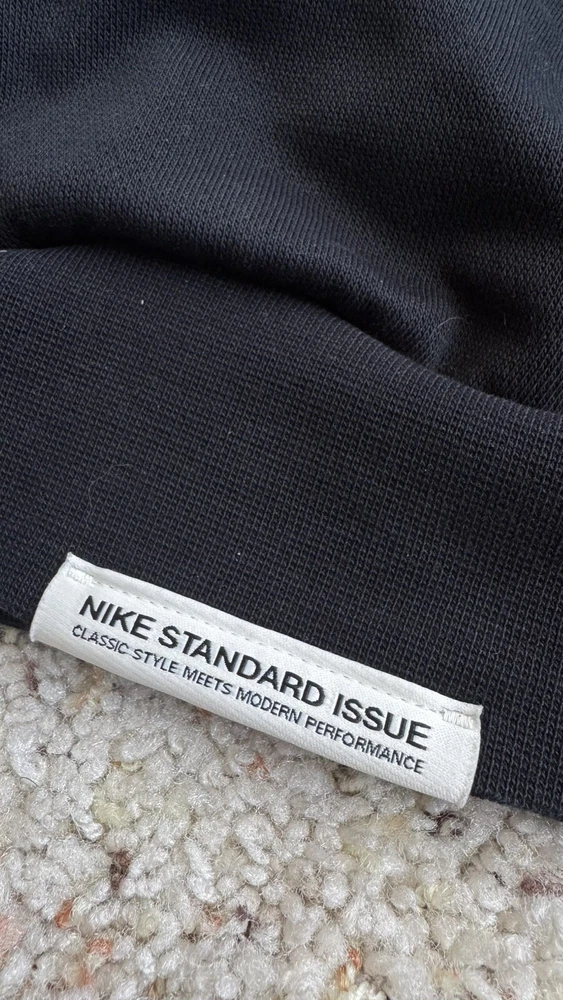 NIKE STANDARD ISSUE
CLASSIC STYLE MEETS MODERN PERFORMANCE